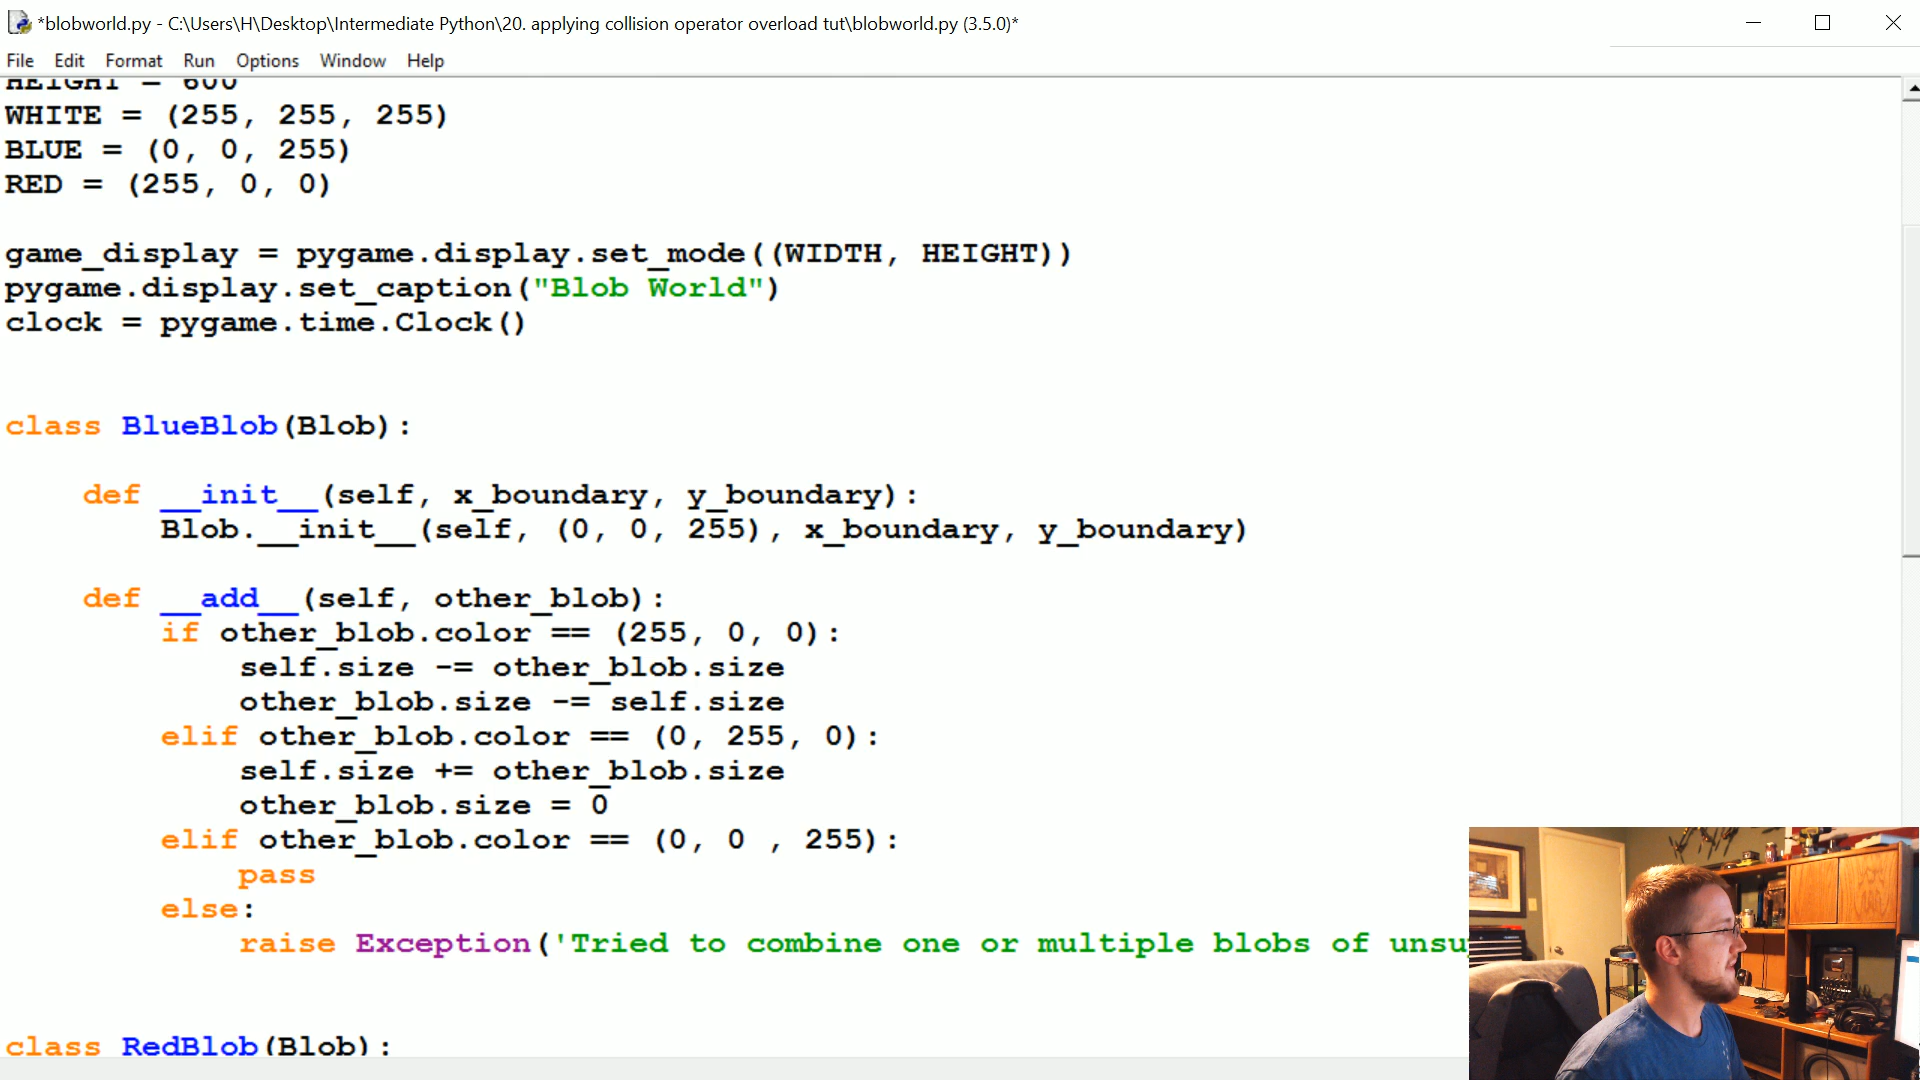 *blobworld.py - C:\Users\H\Desktop\Intermediate Python\20. applying collision operator overload tut\blobworld.py (3.5.0)*
File Edit Format Run Options Window Help
HEIGHT = 600
WHITE = (255, 255, 255)
BLUE = (0, 0, 255)
RED = (255, 0, 0)
game_display = pygame.display.set_mode((WIDTH, HEIGHT))
pygame.display.set_caption("Blob World")
clock = pygame.time.Clock()
class BlueBlob(Blob):
def __init__(self, x_boundary, y_boundary):
Blob.__init__(self, (0, 0, 255), x_boundary, y_boundary)
def __add__(self, other_blob):
if other_blob.color == (255, 0, 0):
self.size -= other_blob.size
other_blob.size -= self.size
elif other_blob.color == (0, 255, 0):
self.size += other_blob.size
other_blob.size = 0
elif other_blob.color == (0, 0 , 255):
pass
else:
raise Exception('Tried to combine one or multiple blobs of unsu
class RedBlob(Blob):